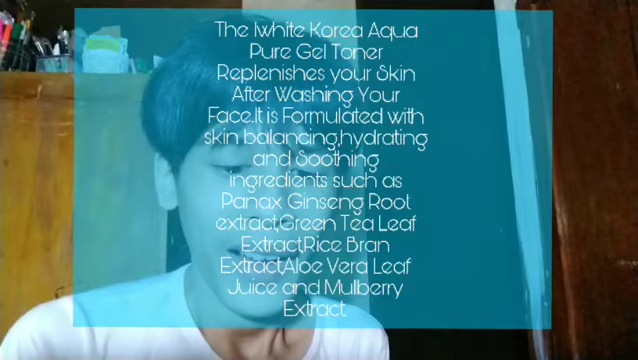 The Iwhite Korea Aqua
Pure Gel Toner
Replenishes your Skin
After Washing Your
Face.It is Formulated with
skin balancing,hydrating
and Soothing
ingredients such as
Panax Ginseng Root
extract,Green Tea Leaf
Extract,Rice Bran
Extract,Aloe Vera Leaf
Juice and Mulberry
Extract